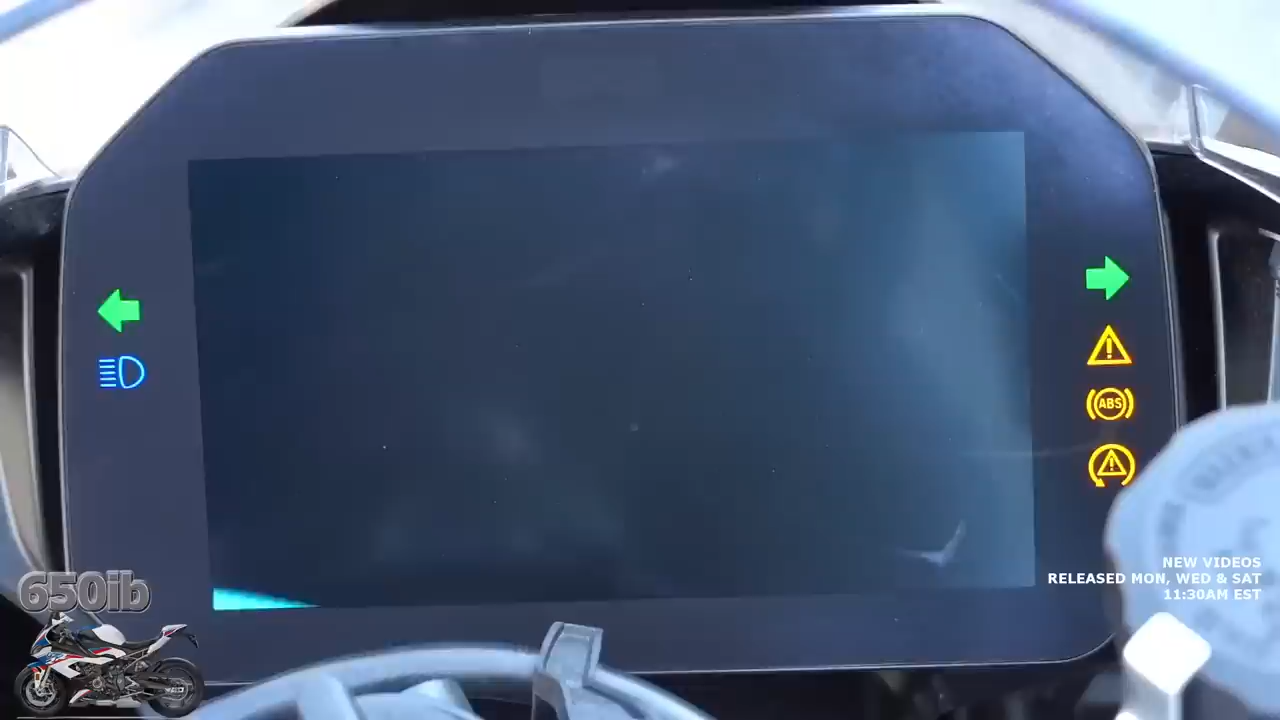 ABS
650ib
NEW VIDEOS
RELEASED MON, WED & SAT
11:30AM EST